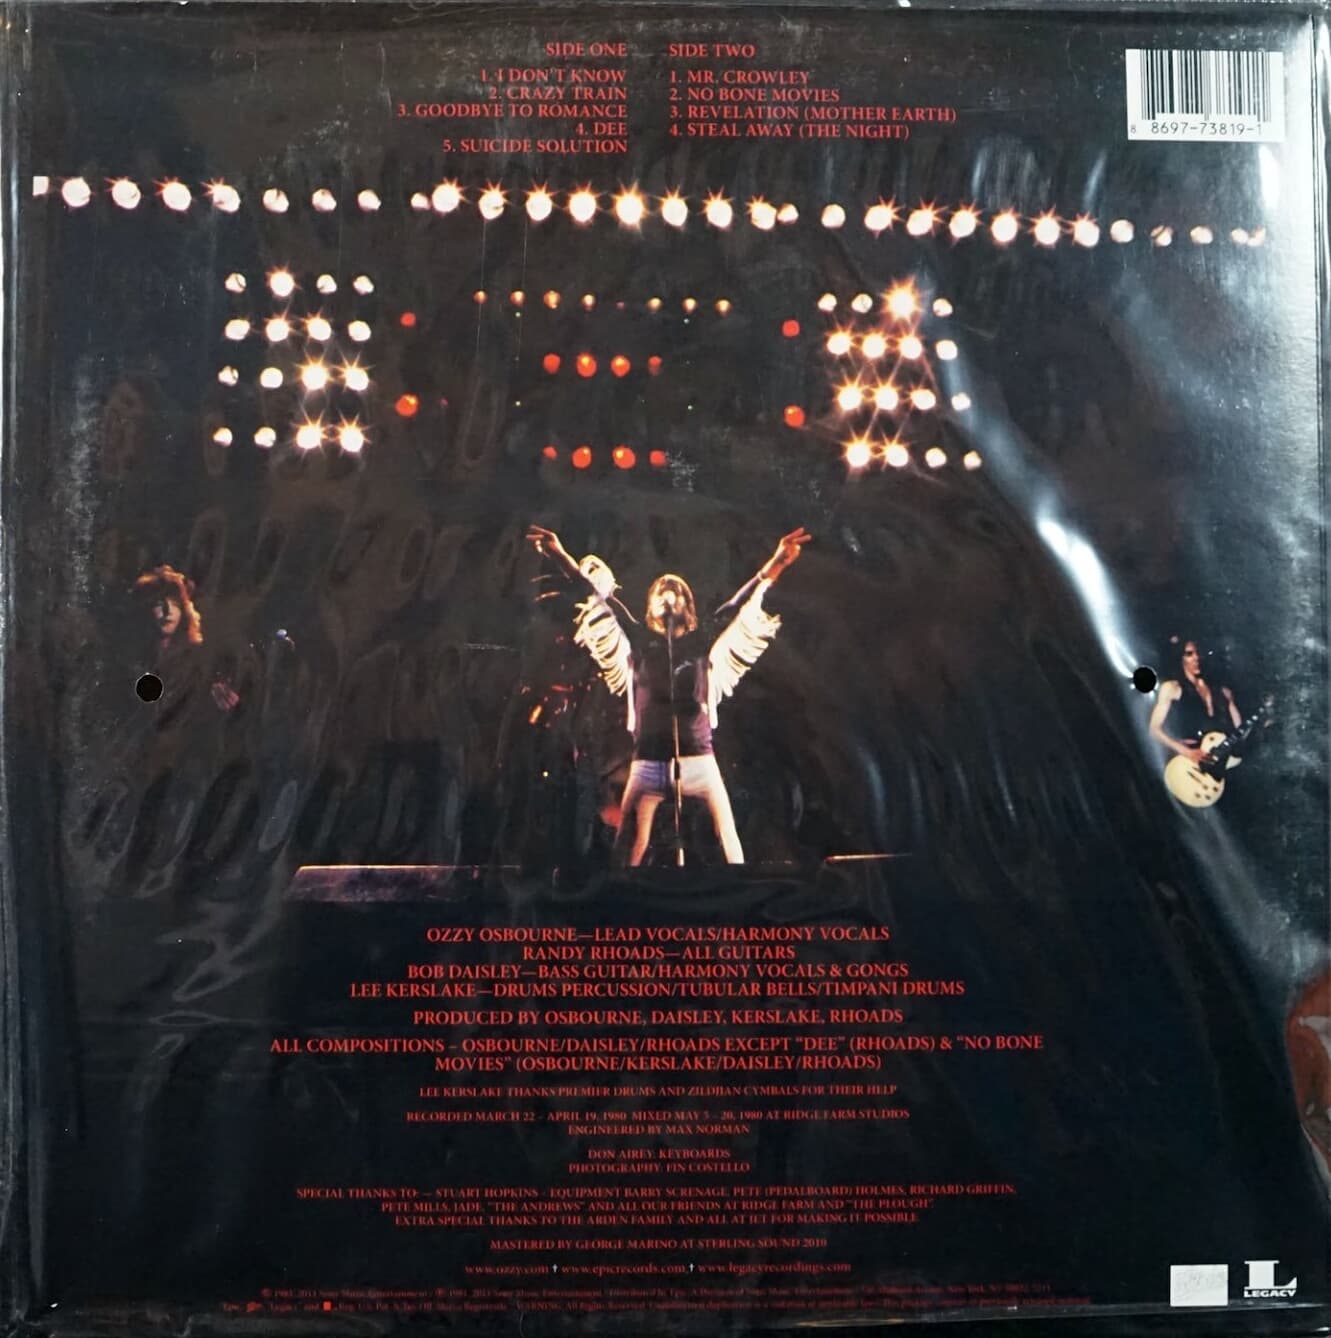 SIDE ONE
1. I DON'T KNOW
2. CRAZY TRAIN
3. GOODBYE TO ROMANCE
4. DEE
5. SUICIDE SOLUTION
SIDE TWO
1. MR. CROWLEY
2. NO BONE MOVIES
3. REVELATION (MOTHER EARTH)
4. STEAL AWAY (THE NIGHT)
8 8697-73819-1
OZZY OSBOURNE—LEAD VOCALS/HARMONY VOCALS
RANDY RHOADS—ALL GUITARS
BOB DAISLEY—BASS GUITAR/HARMONY VOCALS & GONGS
LEE KERSLAKE—DRUMS PERCUSSION/TUBULAR BELLS/TIMPANI DRUMS
PRODUCED BY OSBOURNE, DAISLEY, KERSLAKE, RHOADS
ALL COMPOSITIONS – OSBOURNE/DAISLEY/RHOADS EXCEPT "DEE" (RHOADS) & "NO BONE
MOVIES" (OSBOURNE/KERSLAKE/DAISLEY/RHOADS)
LEE KERSLAKE THANKS PREMIER DRUMS AND ZILDJIAN CYMBALS FOR THEIR HELP
RECORDED MARCH 22 - APRIL 19, 1980 MIXED MAY 5 - 20, 1980 AT RIDGE FARM STUDIOS
ENGINEERED BY MAX NORMAN
DON AIREY: KEYBOARDS
PHOTOGRAPHY: FIN COSTELLO
SPECIAL THANKS TO: — STUART HOPKINS - EQUIPMENT BARRY SCRENAGE, PETE (PEDALBOARD) HOLMES, RICHARD GRIFFIN,
PETE MILLS, JADE, "THE ANDREWS" AND ALL OUR FRIENDS AT RIDGE FARM AND "THE PLOUGH"
EXTRA SPECIAL THANKS TO THE ARDEN FAMILY AND ALL AT JET FOR MAKING IT POSSIBLE
MASTERED BY GEORGE MARINO AT STERLING SOUND 2010
www.ozzy.com † www.epicrecords.com † www.legacyrecordings.com
L
LEGACY